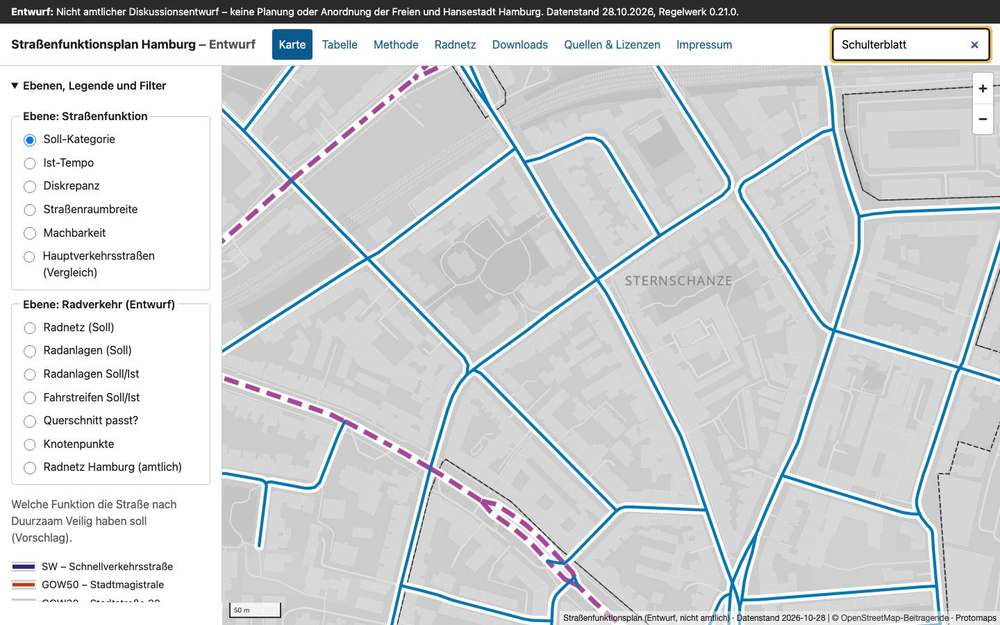 Entwurf: Nicht amtlicher Diskussionsentwurf – keine Planung oder Anordnung der Freien und Hansestadt Hamburg. Datenstand 28.10.2026, Regelwerk 0.21.0.
Straßenfunktionsplan Hamburg – Entwurf
Karte
Tabelle
Methode
Radnetz
Downloads
Quellen & Lizenzen
Impressum
Schulterblatt
×
▼ Ebenen, Legende und Filter
Ebene: Straßenfunktion
Soll-Kategorie
Ist-Tempo
Diskrepanz
Straßenraumbreite
Machbarkeit
Hauptverkehrsstraßen
(Vergleich)
Ebene: Radverkehr (Entwurf)
Radnetz (Soll)
Radanlagen (Soll)
Radanlagen Soll/Ist
Fahrstreifen Soll/Ist
Querschnitt passt?
Knotenpunkte
Radnetz Hamburg (amtlich)
Welche Funktion die Straße nach
Duurzaam Veilig haben soll
(Vorschlag).
SW – Schnellverkehrsstraße
GOW50 – Stadtmagistrale
+
−
STERNSCHANZE
50 m
Straßenfunktionsplan (Entwurf, nicht amtlich) · Datenstand 2026-10-28 | © OpenStreetMap-Beitragende · Protomaps